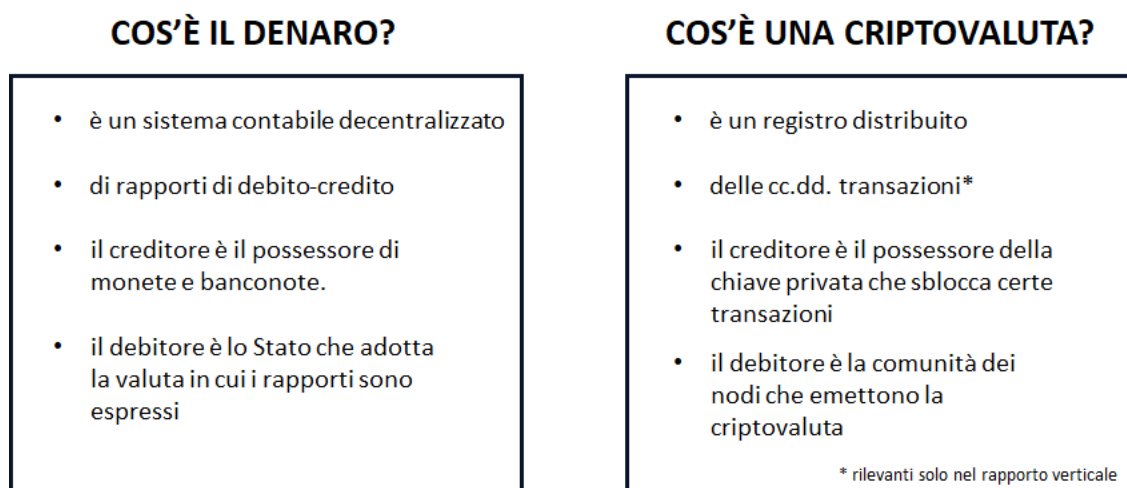 COS'È IL DENARO?
• è un sistema contabile decentralizzato
• di rapporti di debito-credito
• il creditore è il possessore di
monete e banconote.
• il debitore è lo Stato che adotta
la valuta in cui i rapporti sono
espressi
COS'È UNA CRIPTOVALUTA?
• è un registro distribuito
• delle cc.dd. transazioni*
• il creditore è il possessore della
chiave privata che sblocca certe
transazioni
• il debitore è la comunità dei
nodi che emettono la
criptovaluta
* rilevanti solo nel rapporto verticale